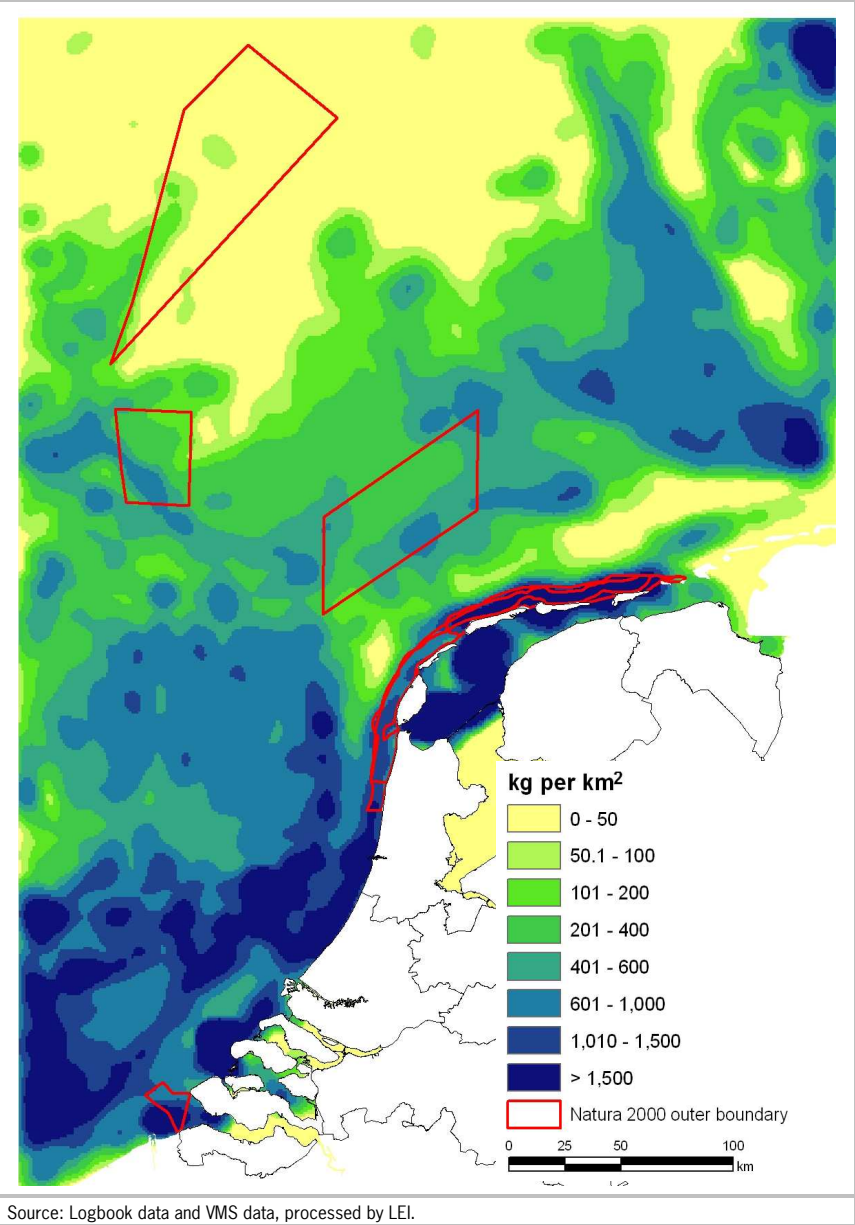 kg per km²
0 - 50
50.1 - 100
101 - 200
201 - 400
401 - 600
601 - 1,000
1,010 - 1,500
> 1,500
Natura 2000 outer boundary
0 25 50 100
km
Source: Logbook data and VMS data, processed by LEI.